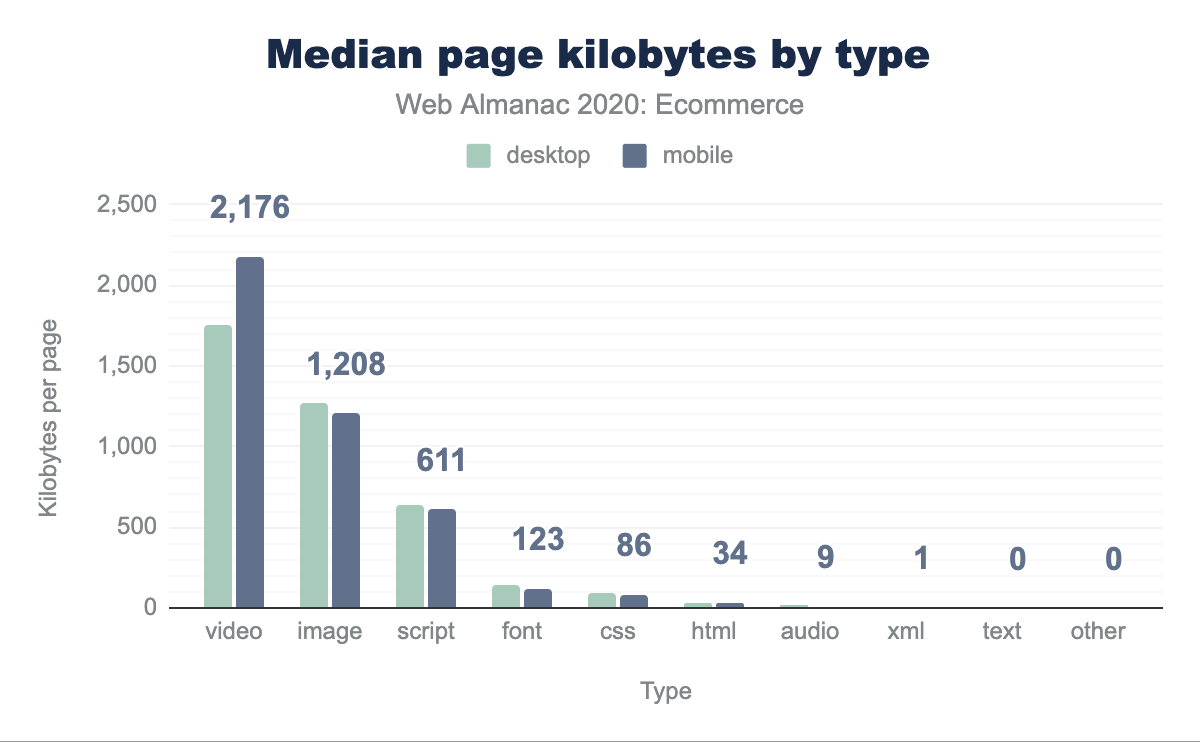 Median page kilobytes by type
Web Almanac 2020: Ecommerce
desktop mobile
Kilobytes per page
2,500
2,000
1,500
1,000
500
0
2,176
1,208
611
123
86
34
9
1
0
0
video image script font css html audio xml text other
Type